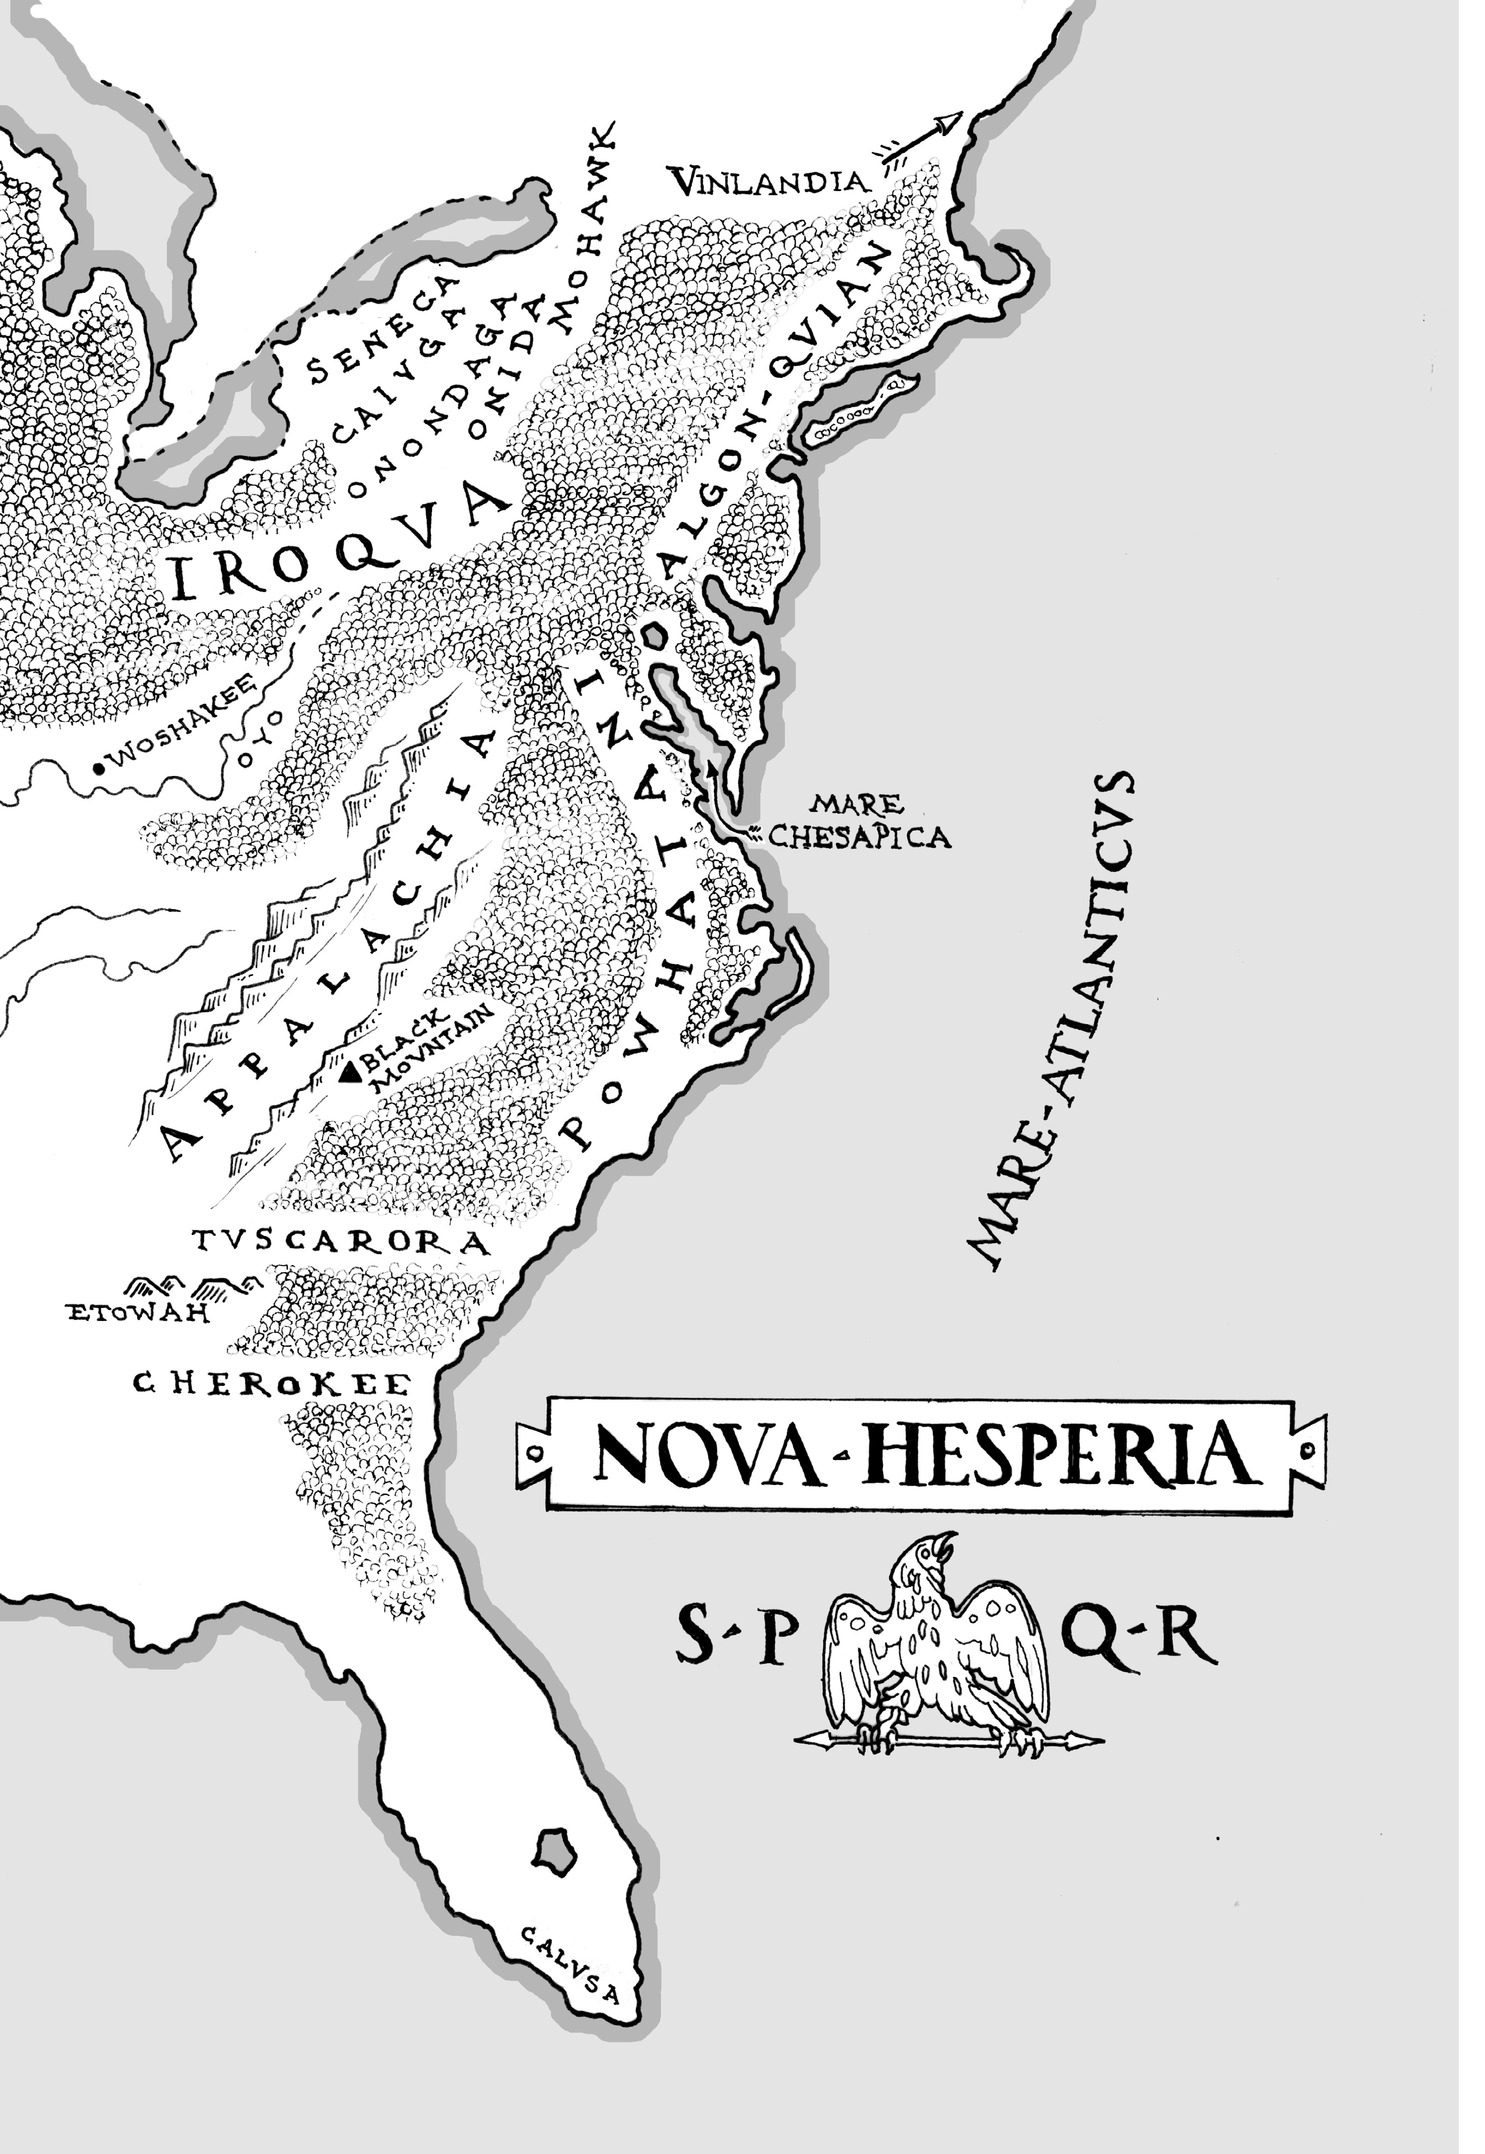 VINLANDIA
MOHAWK
SENECA
CAIVGA
ONONDAGA
ONIDA
ALGON-QVIAN
IROQVA
WOSHAKEE
OYO
POWHATANI
APPALACHIA
MARE
CHESAPICA
MARE-ATLANTICVS
BLACK
MOVNTAIN
TVSCARORA
ETOWAH
CHEROKEE
NOVA-HESPERIA
S-P Q-R
CALVSA